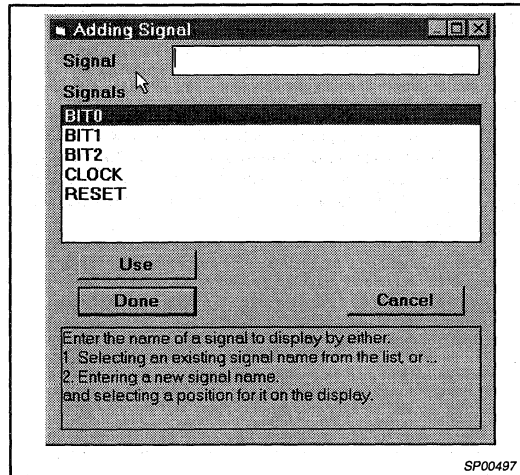 Adding Signal
Signal
Signals
BIT0
BIT1
BIT2
CLOCK
RESET
Use
Done Cancel
Enter the name of a signal to display by either:
1. Selecting an existing signal name from the list, or ...
2. Entering a new signal name.
and selecting a position for it on the display.
SP00497